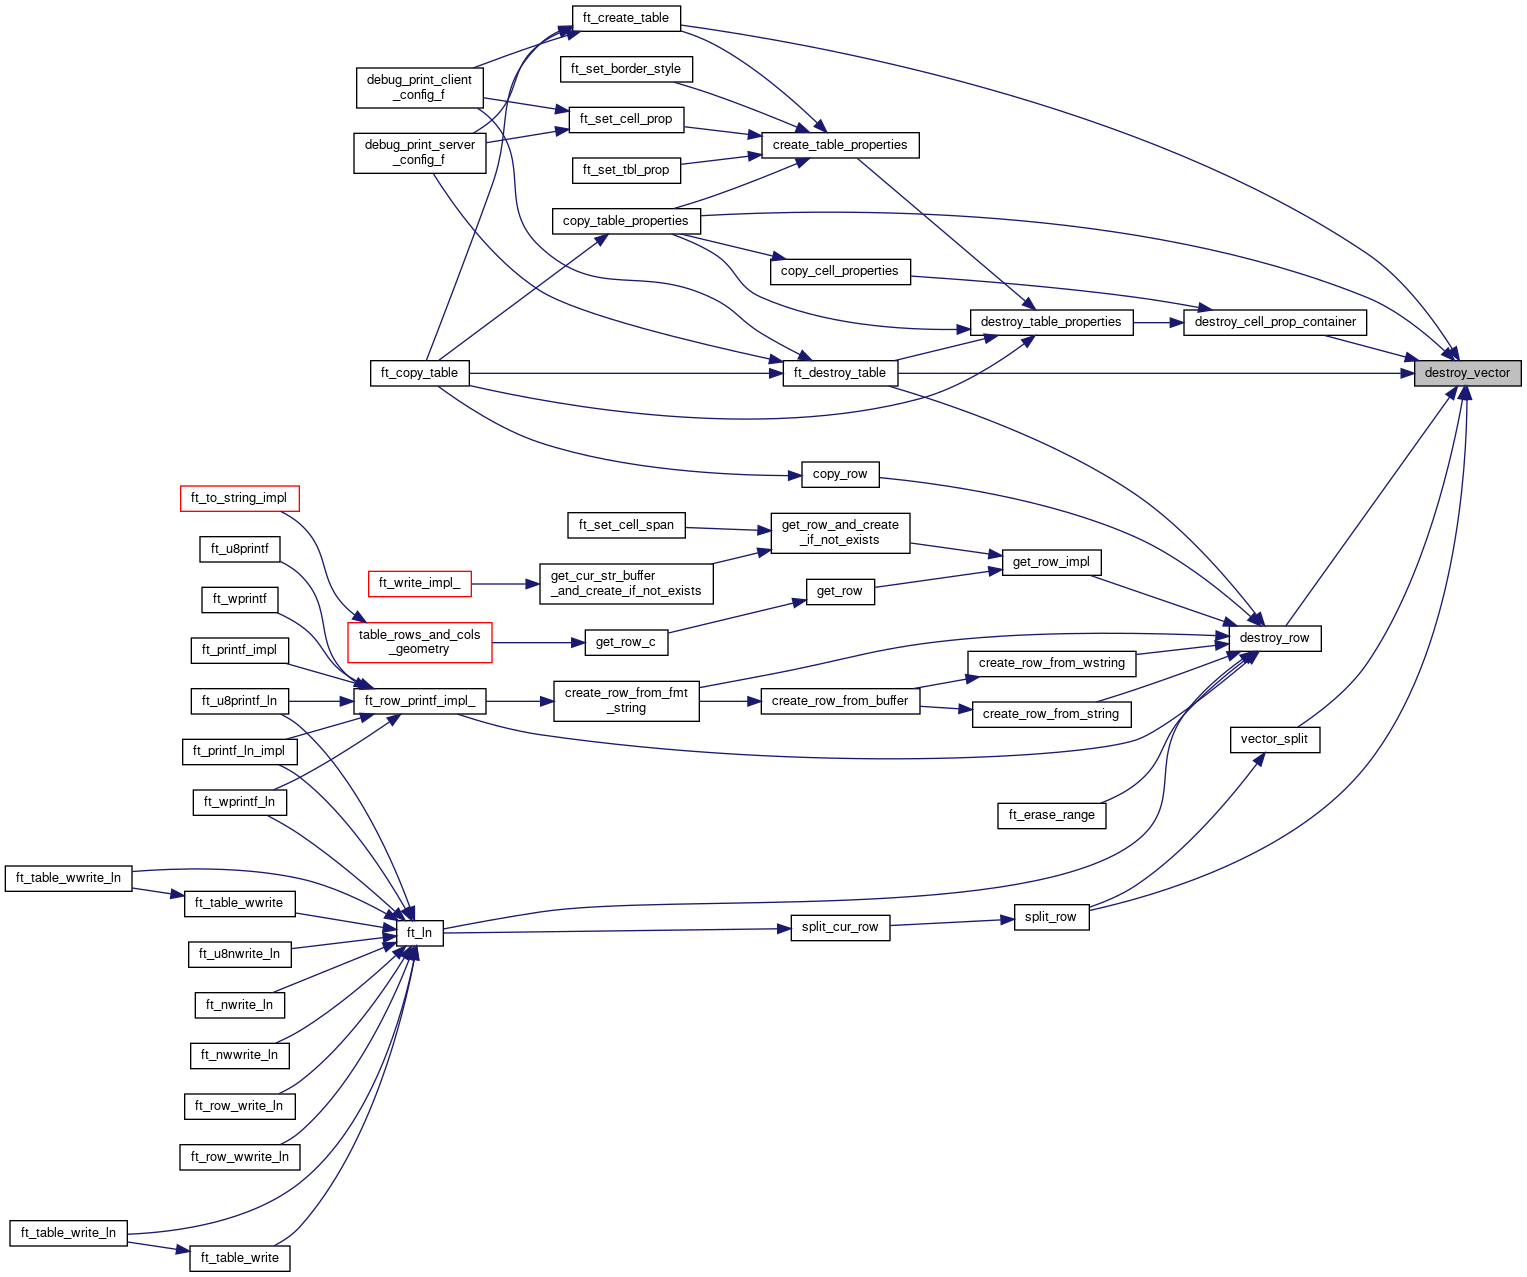 ft_create_table
debug_print_client
_config_f
ft_set_border_style
ft_set_cell_prop
debug_print_server
_config_f
create_table_properties
ft_set_tbl_prop
copy_table_properties
copy_cell_properties
destroy_table_properties
destroy_cell_prop_container
ft_copy_table
ft_destroy_table
destroy_vector
copy_row
ft_to_string_impl
ft_set_cell_span
get_row_and_create
_if_not_exists
ft_u8printf
get_row_impl
ft_write_impl_
get_cur_str_buffer
_and_create_if_not_exists
get_row
ft_wprintf
table_rows_and_cols
_geometry
get_row_c
destroy_row
ft_printf_impl
create_row_from_wstring
ft_u8printf_ln
ft_row_printf_impl_
create_row_from_fmt
_string
create_row_from_buffer
create_row_from_string
ft_printf_ln_impl
vector_split
ft_wprintf_ln
ft_erase_range
ft_table_wwrite_ln
ft_table_wwrite
ft_ln
split_cur_row
split_row
ft_u8nwrite_ln
ft_nwrite_ln
ft_nwwrite_ln
ft_row_write_ln
ft_row_wwrite_ln
ft_table_write_ln
ft_table_write